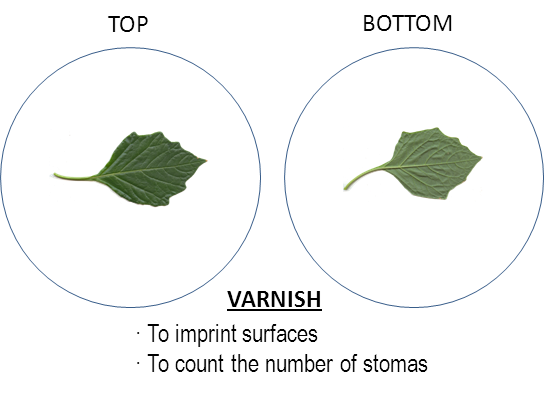 TOP
BOTTOM
VARNISH
· To imprint surfaces
· To count the number of stomas